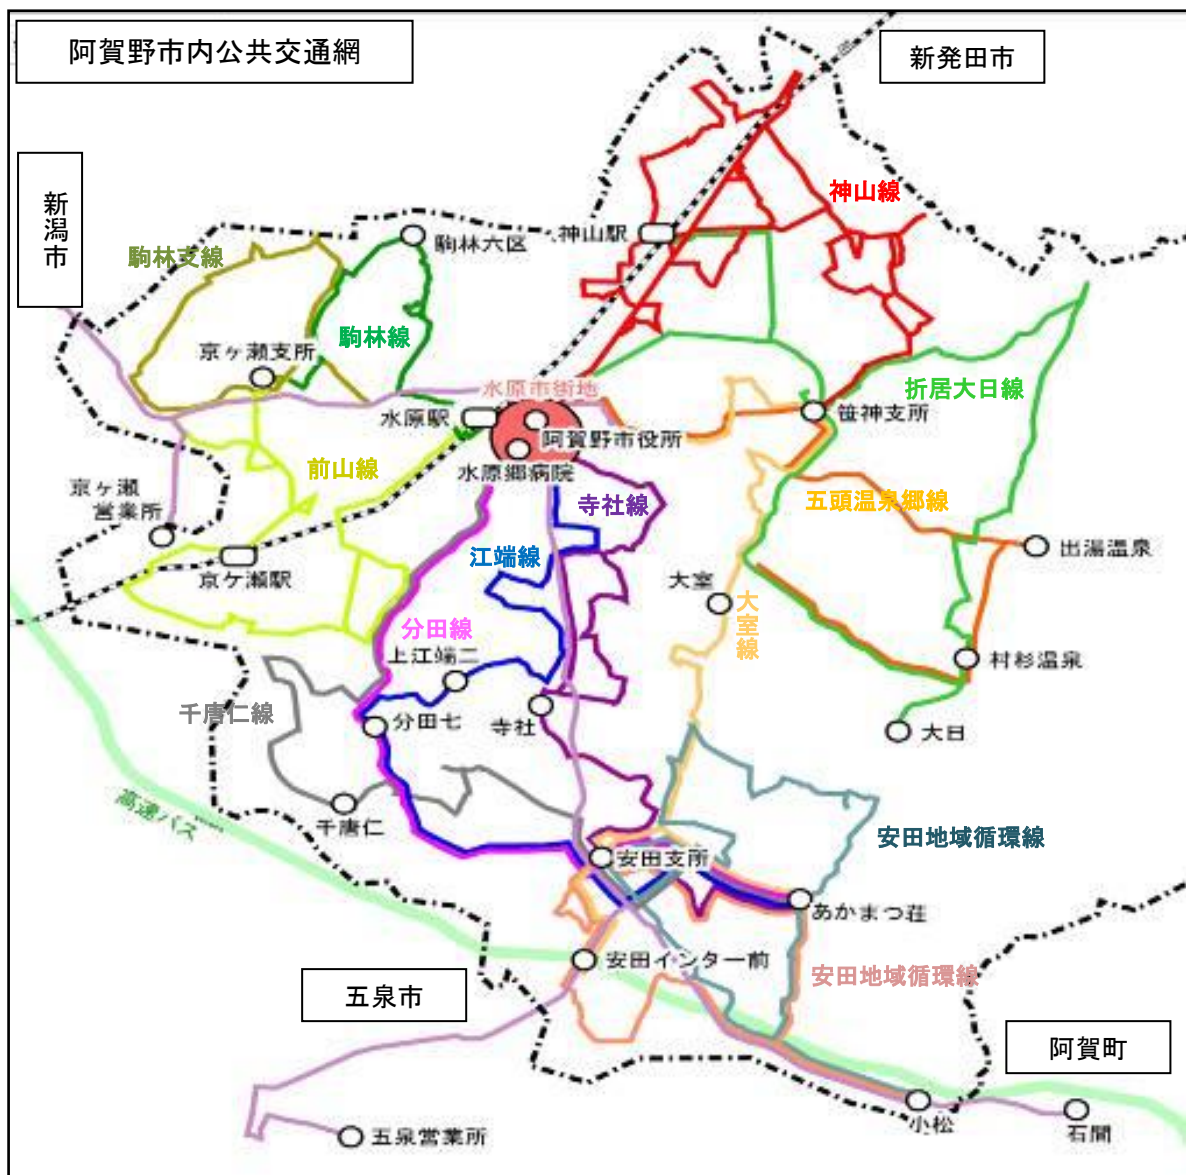 阿賀野市内公共交通網
新発田市
新潟市
神山線
神山駅
駒林六区
駒林支線
駒林線
京ヶ瀬支所
水原市街地
折居大日線
水原駅
笹神支所
阿賀野市役所
水原郷病院
前山線
京ヶ瀬
営業所
寺社線
五頭温泉郷線
江端線
出湯温泉
京ケ瀬駅
大室
大室線
分田線
上江端二
村杉温泉
千唐仁線
分田七
寺社
大日
高速バス
千唐仁
安田地域循環線
安田支所
あかまつ荘
安田インター前
安田地域循環線
五泉市
阿賀町
小松
石間
五泉営業所